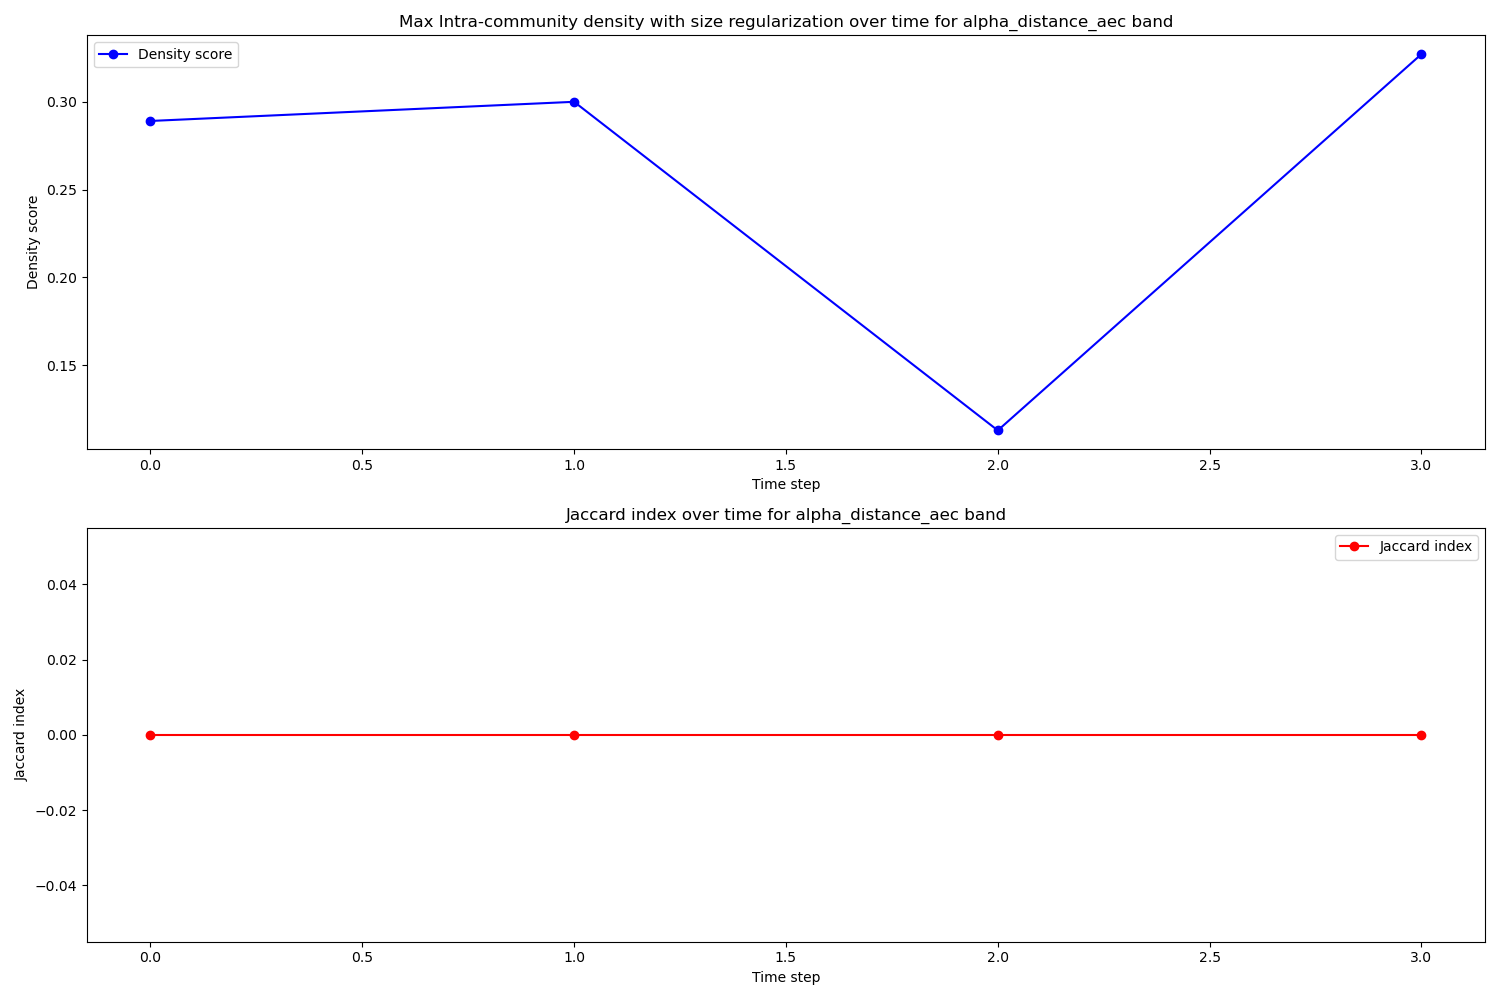 Max Intra-community density with size regularization over time for alpha_distance_aec band
Density score
0.30
0.25
0.20
0.15
Density score
0.0 0.5 1.0 1.5 2.0 2.5 3.0
Time step
Jaccard index over time for alpha_distance_aec band
Jaccard index
0.04
0.02
0.00
−0.02
−0.04
Jaccard index
0.0 0.5 1.0 1.5 2.0 2.5 3.0
Time step